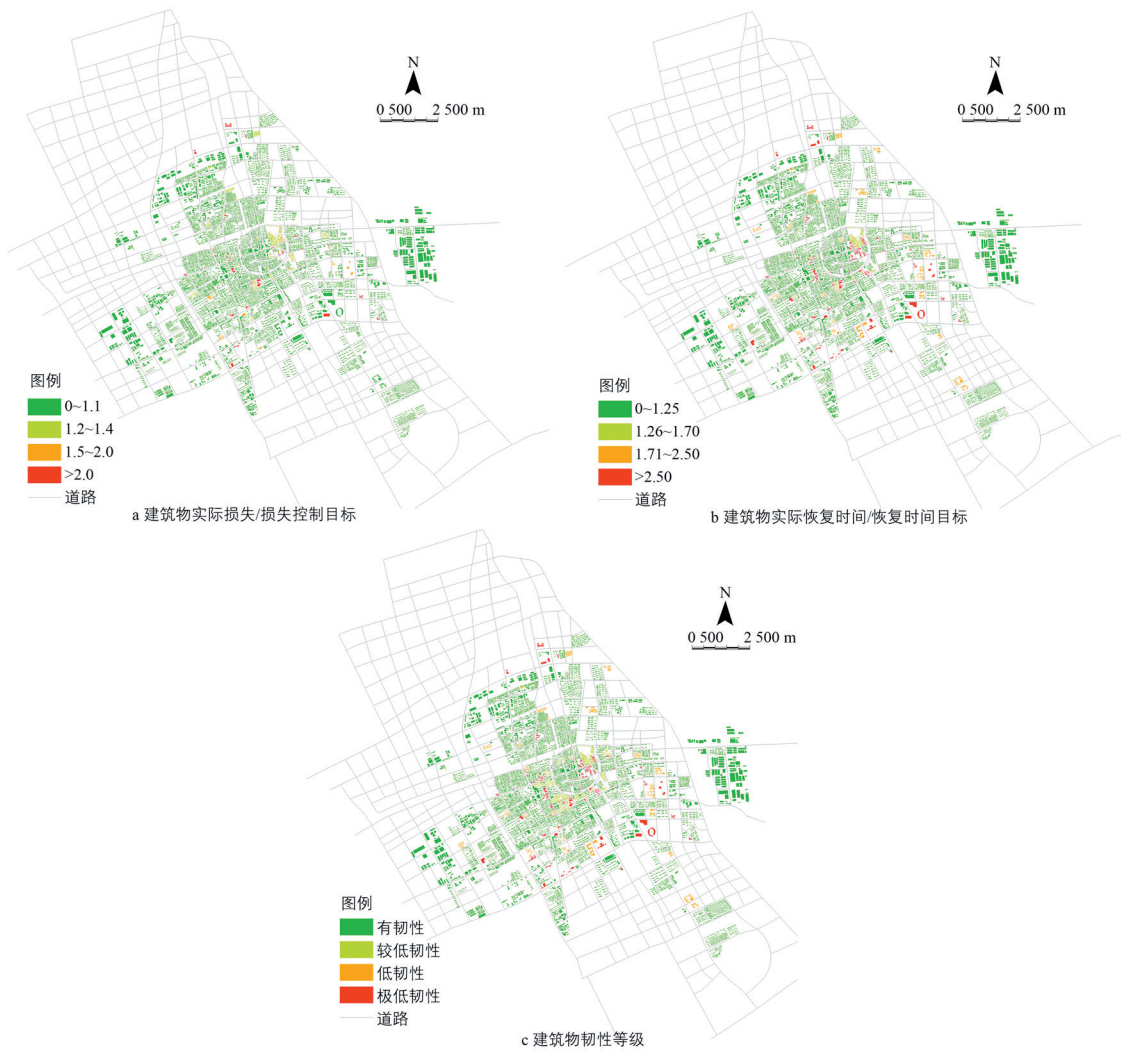 N
0 500 2 500 m
图例
0~1.1
1.2~1.4
1.5~2.0
>2.0
道路
a 建筑物实际损失/损失控制目标
N
0 500 2 500 m
图例
0~1.25
1.26~1.70
1.71~2.50
>2.50
道路
b 建筑物实际恢复时间/恢复时间目标
N
0 500 2 500 m
图例
有韧性
较低韧性
低韧性
极低韧性
道路
c 建筑物韧性等级